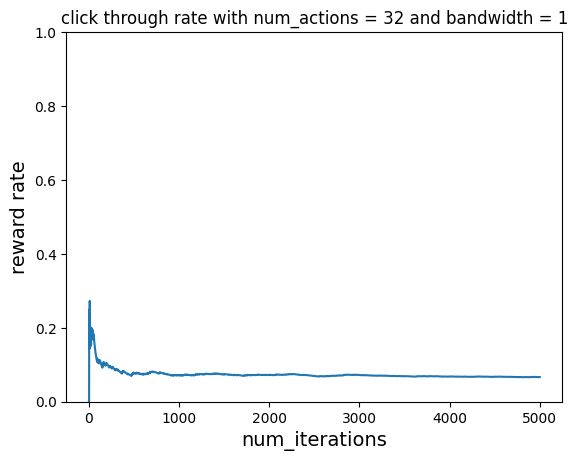 click through rate with num_actions = 32 and bandwidth = 1
1.0
0.8
0.6
0.4
0.2
0.0
reward rate
0 1000 2000 3000 4000 5000
num_iterations